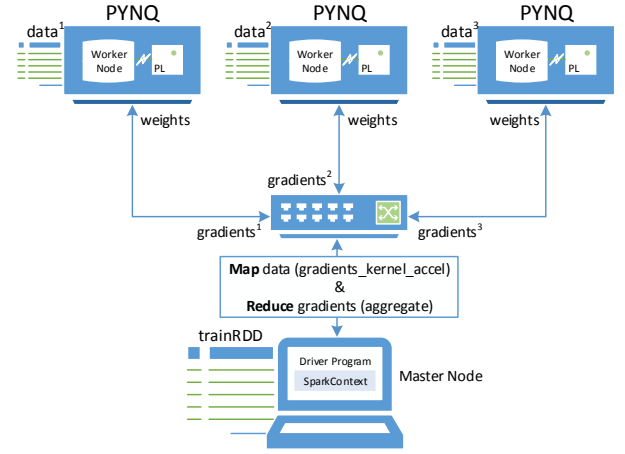 PYNQ
PYNQ
PYNQ
data1
data2
data3
Worker
Node
PL
Worker
Node
PL
Worker
Node
PL
weights
weights
weights
gradients2
gradients1
gradients3
Map data (gradients_kernel_accel)
&
Reduce gradients (aggregate)
trainRDD
Driver Program
SparkContext
Master Node